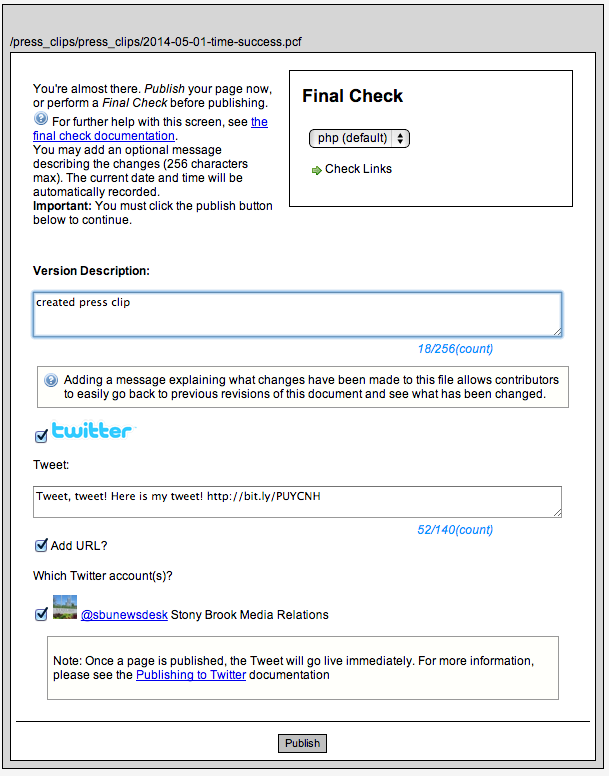 /press_clips/press_clips/2014-05-01-time-success.pcf
You're almost there. Publish your page now,
or perform a Final Check before publishing.
For further help with this screen, see the
final check documentation.
You may add an optional message
describing the changes (256 characters
max). The current date and time will be
automatically recorded.
Important: You must click the publish button
below to continue.
Final Check
php (default)
Check Links
Version Description:
created press clip
18/256(count)
Adding a message explaining what changes have been made to this file allows contributors
to easily go back to previous revisions of this document and see what has been changed.
twitter
Tweet:
Tweet, tweet! Here is my tweet! http://bit.ly/PUYCNH
52/140(count)
Add URL?
Which Twitter account(s)?
@sbunewsdesk Stony Brook Media Relations
Note: Once a page is published, the Tweet will go live immediately. For more information,
please see the Publishing to Twitter documentation
Publish